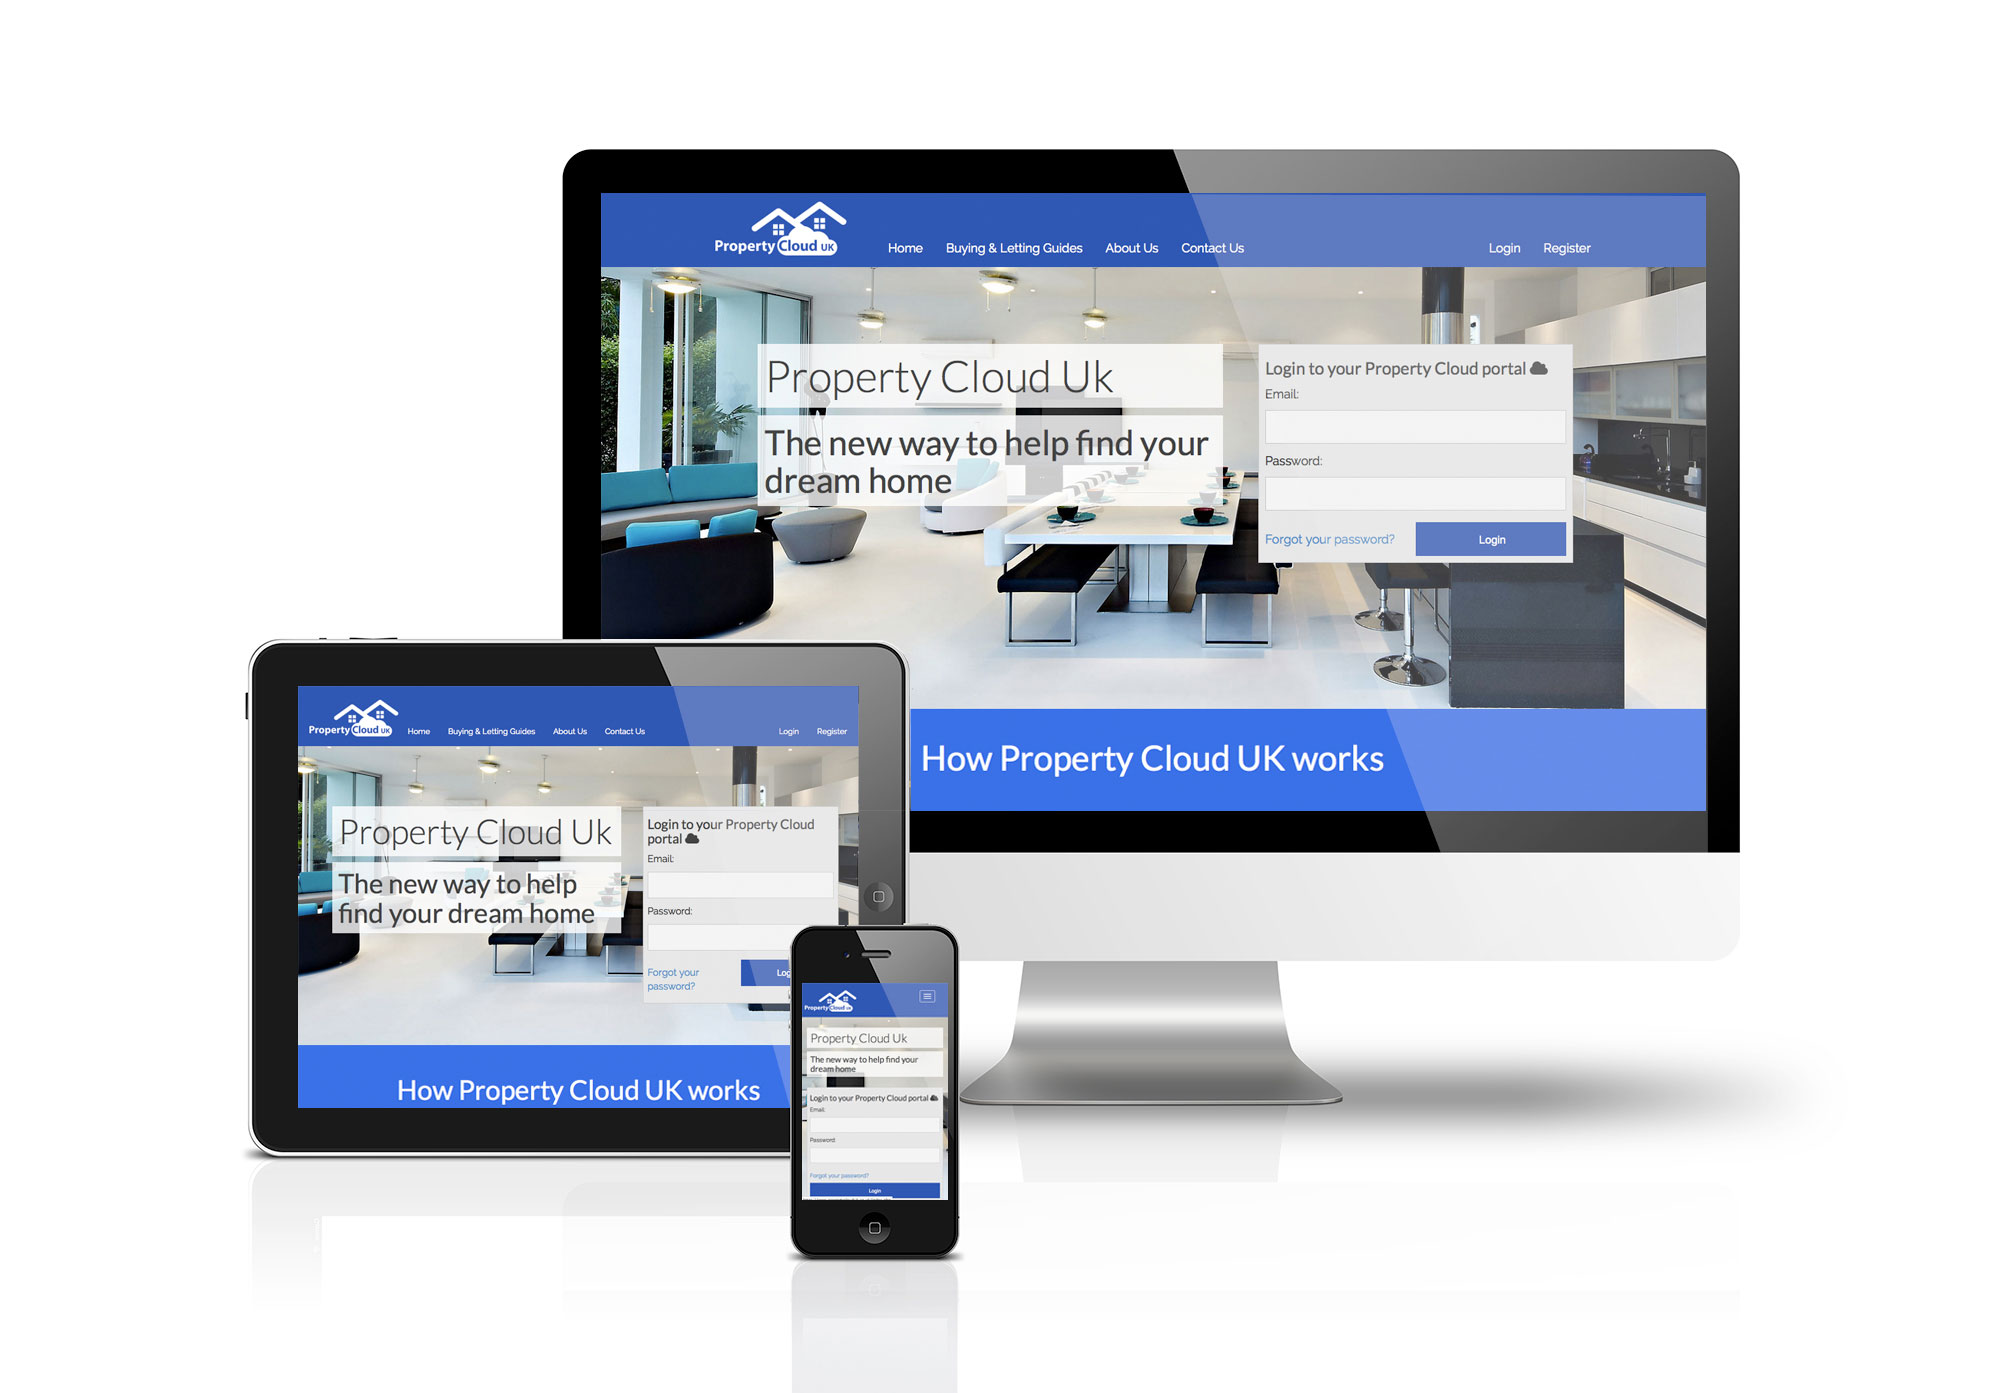 Property Cloud UK
Home Buying & Letting Guides About Us Contact Us Login Register
Property Cloud Uk
The new way to help find your
dream home
Login to your Property Cloud portal
Email:
Password:
Forgot your password? Login
How Property Cloud UK works
Property Cloud UK
Home Buying & Letting Guides About Us Contact Us Login Register
Property Cloud Uk
The new way to help
find your dream home
Login to your Property Cloud
portal
Email:
Password:
Forgot your
password?
How Property Cloud UK works
Property Cloud UK
Property Cloud Uk
The new way to help find your
dream home
Login to your Property Cloud portal
Email:
Password:
Forgot your password?
Login